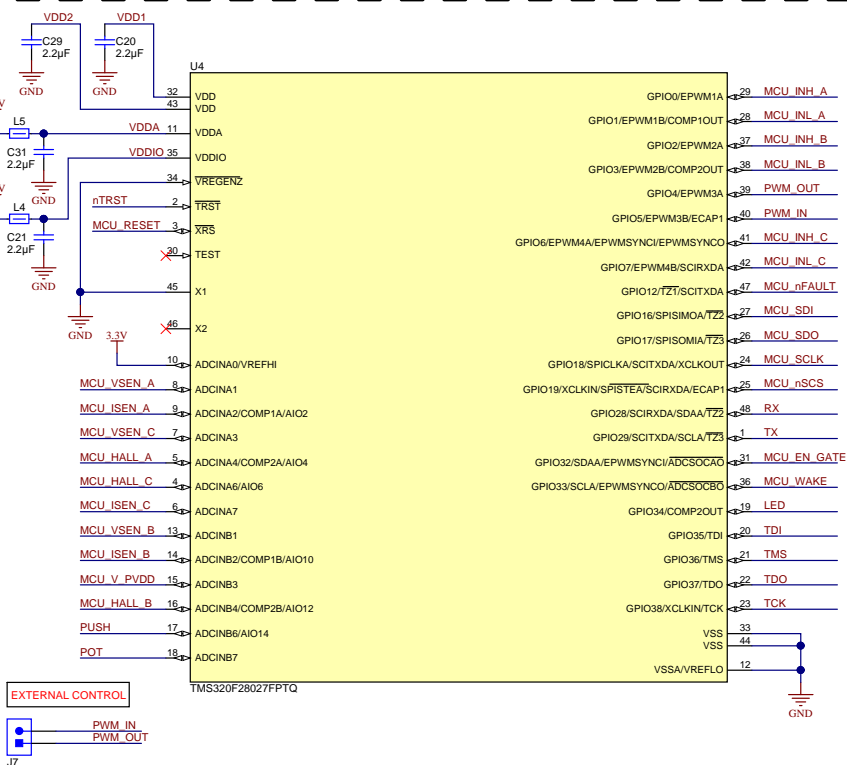 VDD2
VDD1
C29
2.2µF
C20
2.2µF
GND
GND
U4
L5
VDDA
C31
2.2µF
GND
VDDIO
L4
C21
2.2µF
GND
nTRST
MCU_RESET
GND
3.3V
32 VDD
43 VDD
11 VDDA
35 VDDIO
34 VREGENZ
2 TRST
3 XRS
30 TEST
45 X1
46 X2
10 ADCINA0/VREFHI
MCU_VSEN_A 8 ADCINA1
MCU_ISEN_A 9 ADCINA2/COMP1A/AIO2
MCU_VSEN_C 7 ADCINA3
MCU_HALL_A 5 ADCINA4/COMP2A/AIO4
MCU_HALL_C 4 ADCINA6/AIO6
MCU_ISEN_C 6 ADCINA7
MCU_VSEN_B 13 ADCINB1
MCU_ISEN_B 14 ADCINB2/COMP1B/AIO10
MCU_V_PVDD 15 ADCINB3
MCU_HALL_B 16 ADCINB4/COMP2B/AIO12
PUSH 17 ADCINB6/AIO14
POT 18 ADCINB7
GPIO0/EPWM1A 29 MCU_INH_A
GPIO1/EPWM1B/COMP1OUT 28 MCU_INL_A
GPIO2/EPWM2A 37 MCU_INH_B
GPIO3/EPWM2B/COMP2OUT 38 MCU_INL_B
GPIO4/EPWM3A 39 PWM_OUT
GPIO5/EPWM3B/ECAP1 40 PWM_IN
GPIO6/EPWM4A/EPWMSYNCI/EPWMSYNCO 41 MCU_INH_C
GPIO7/EPWM4B/SCIRXDA 42 MCU_INL_C
GPIO12/TZ1/SCITXDA 47 MCU_nFAULT
GPIO16/SPISIMOA/TZ2 27 MCU_SDI
GPIO17/SPISOMIA/TZ3 26 MCU_SDO
GPIO18/SPICLKA/SCITXDA/XCLKOUT 24 MCU_SCLK
GPIO19/XCLKIN/SPISTEA/SCIRXDA/ECAP1 25 MCU_nSCS
GPIO28/SCIRXDA/SDAA/TZ2 48 RX
GPIO29/SCITXDA/SCLA/TZ3 1 TX
GPIO32/SDAA/EPWMSYNCI/ADCSOCAO 31 MCU_EN_GATE
GPIO33/SCLA/EPWMSYNCO/ADCSOCBO 36 MCU_WAKE
GPIO34/COMP2OUT 19 LED
GPIO35/TDI 20 TDI
GPIO36/TMS 21 TMS
GPIO37/TDO 22 TDO
GPIO38/XCLKIN/TCK 23 TCK
VSS 33
VSS 44
VSSA/VREFLO 12
GND
TMS320F28027FPTQ
EXTERNAL CONTROL
PWM_IN
PWM_OUT
J7